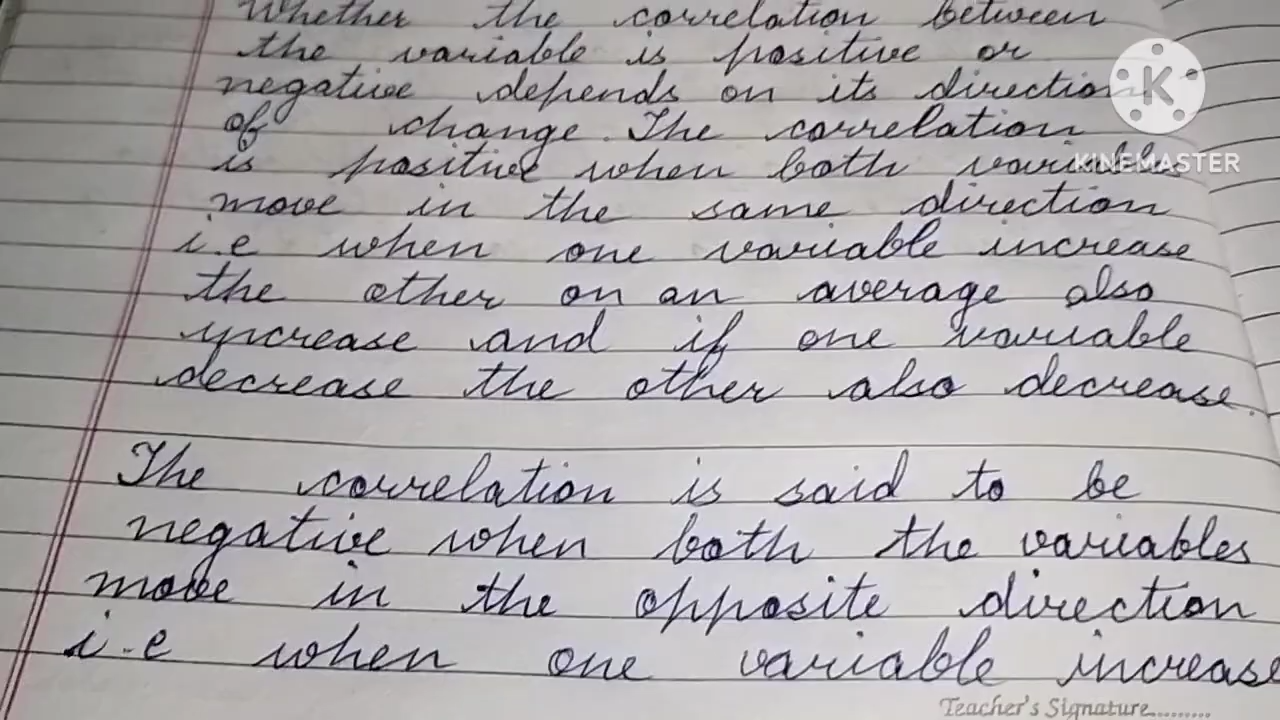 Whether the correlation between
the variable is positive or
negative depends on its direction
of change. The correlation
is positive when both variable
move in the same direction
i.e when one variable increase
the other on an average also
increase and if one variable
decrease the other also decrease.
The correlation is said to be
negative when both the variables
move in the opposite direction
i.e when one variable increase
Teacher's Signature.........
K
KINEMASTER